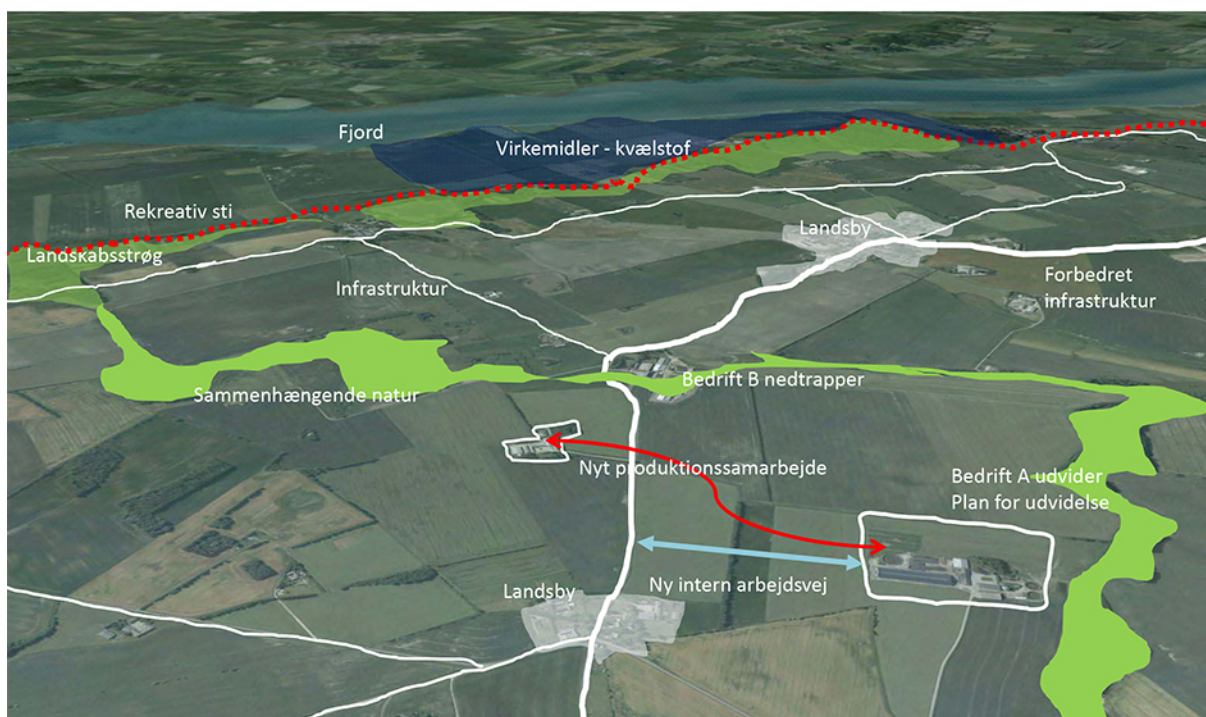 Fjord
Virkemidler - kvælstof
Rekreativ sti
Landsby
Landskabsstrøg
Infrastruktur
Forbedret
infrastruktur
Bedrift B nedtrapper
Sammenhængende natur
Nyt produktionssamarbejde
Bedrift A udvider
Plan for udvidelse
Ny intern arbejdsvej
Landsby